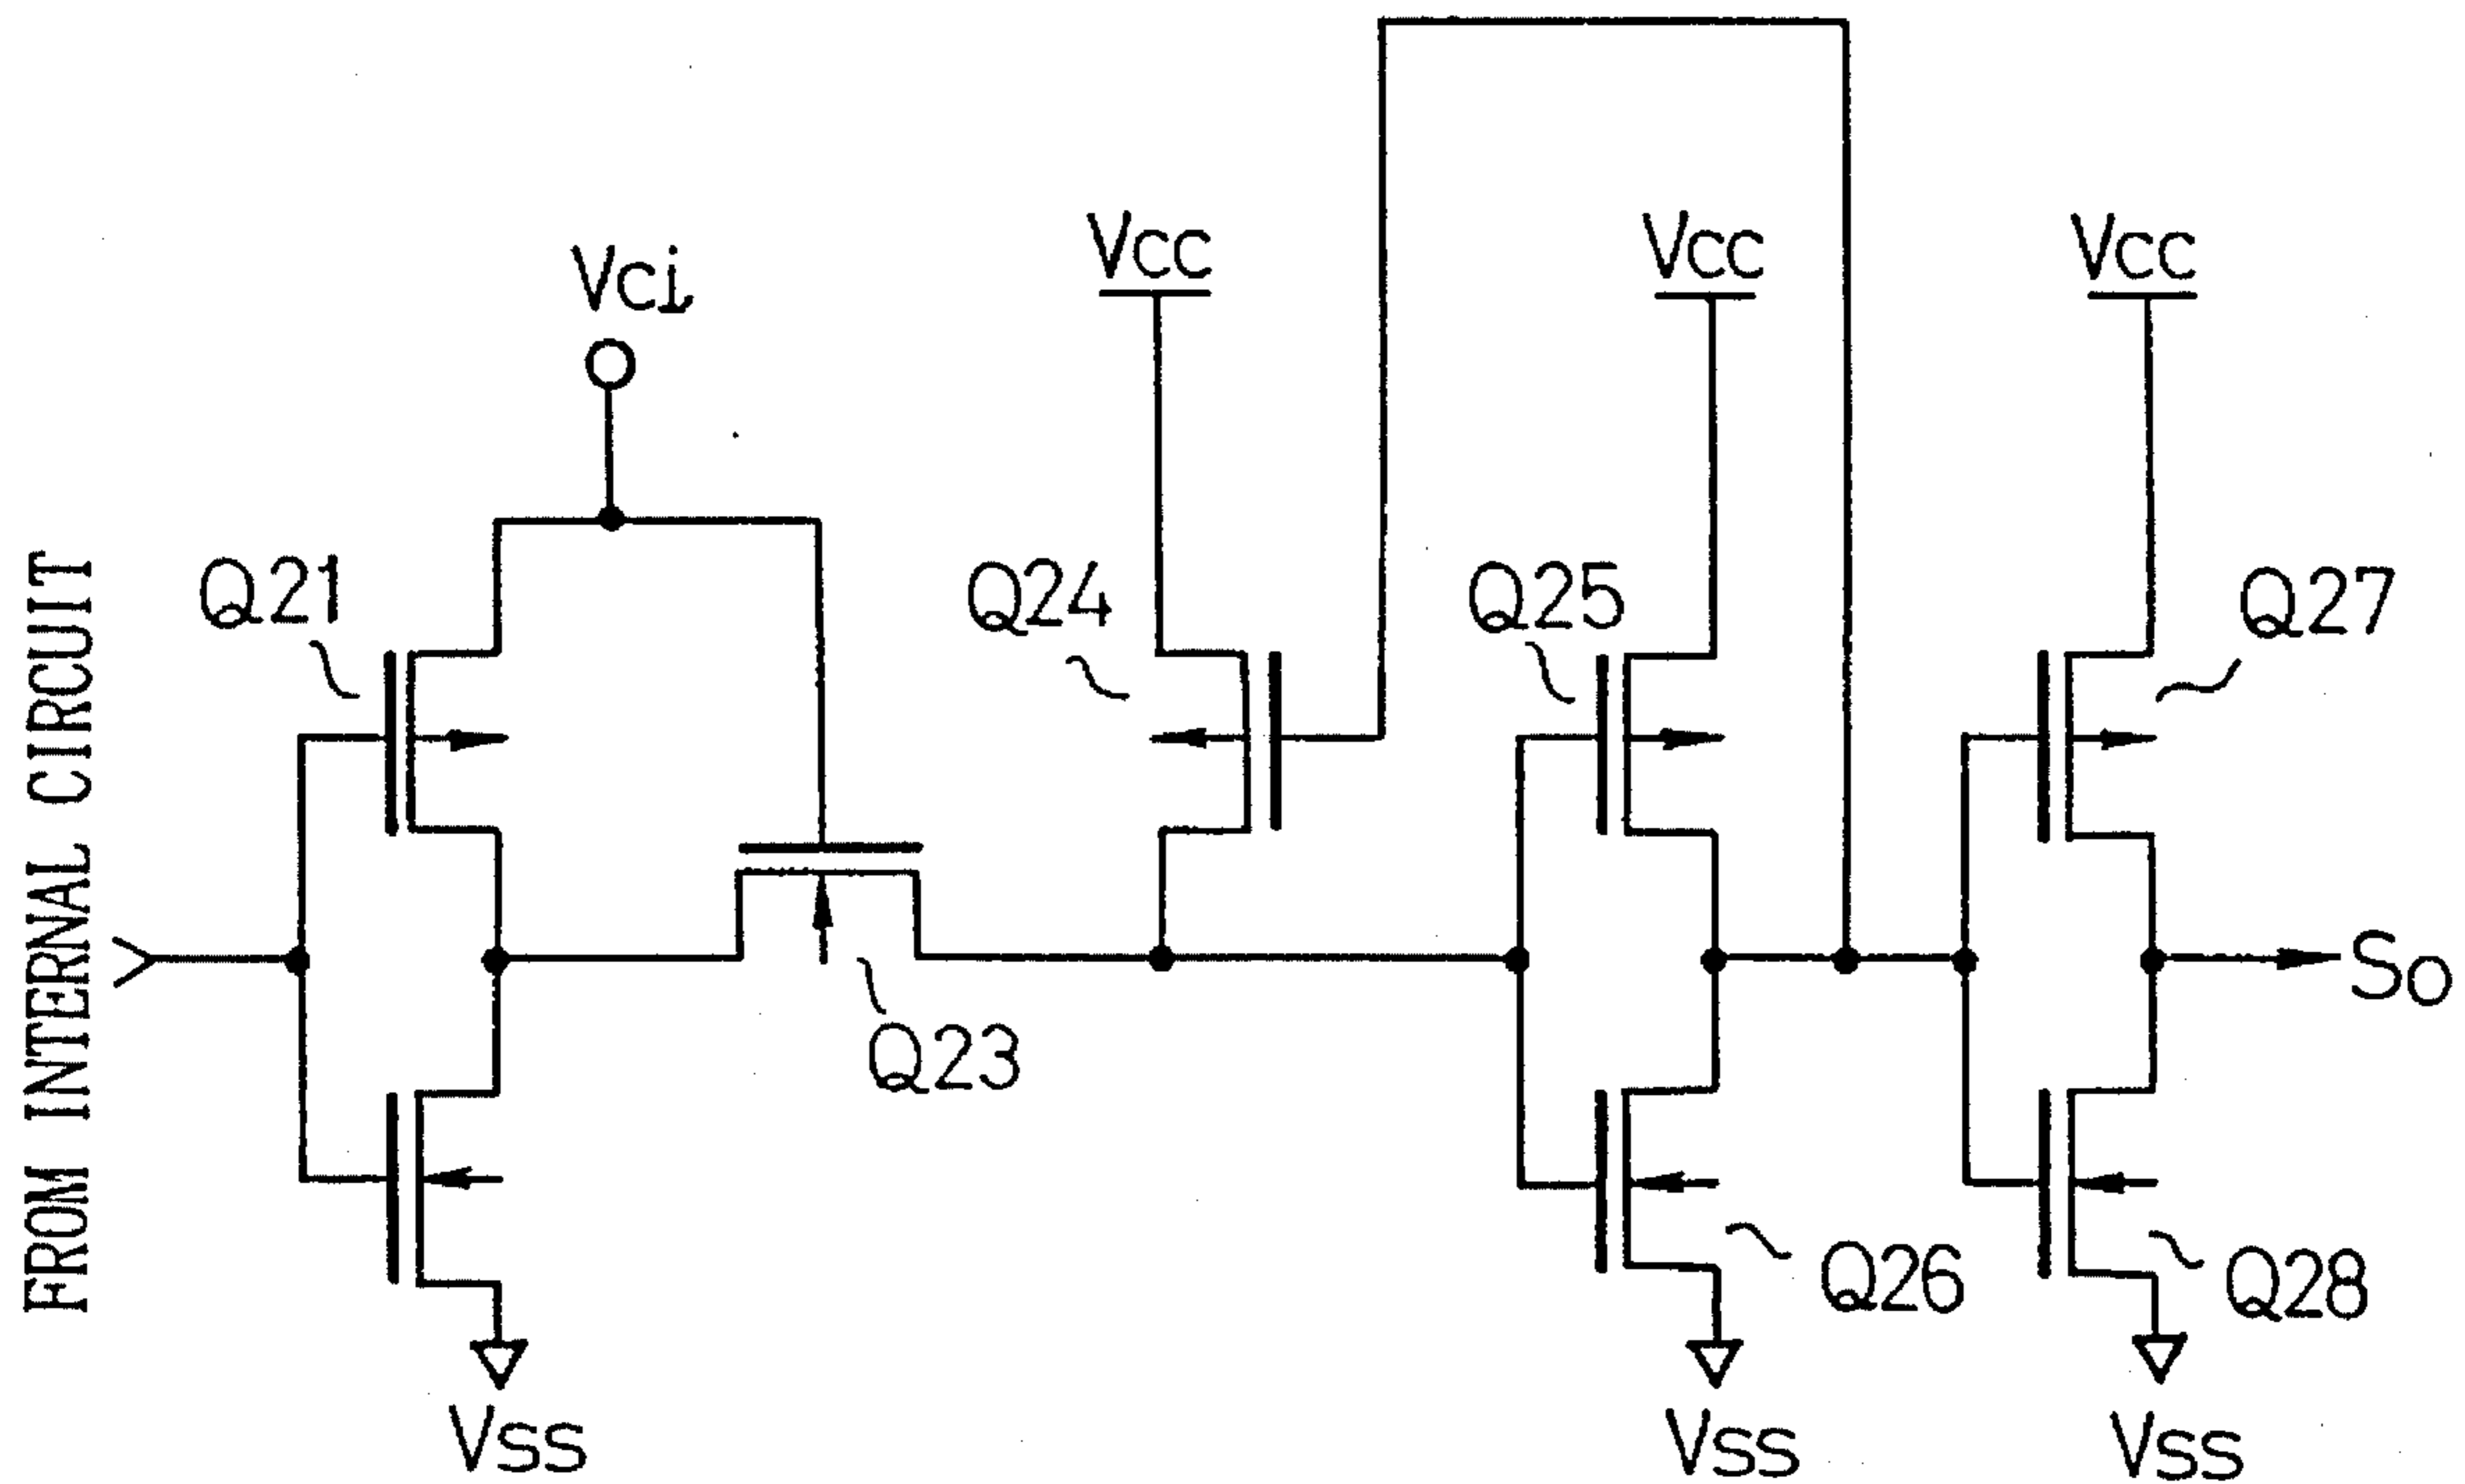 Vcc
Vcc
Vcc
Vci
Q21
Q24
Q25
Q27
FROM INTERNAL CIRCUIT
So
Q23
Q26
Q28
Vss
Vss
Vss